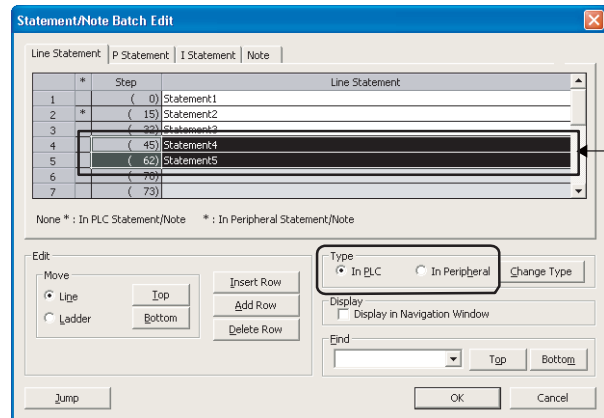 Statement/Note Batch Edit
Line Statement P Statement I Statement Note
* Step Line Statement
1 ( 0) Statement1
2 * ( 15) Statement2
3 ( 32) Statement3
4 ( 45) Statement4
5 ( 62) Statement5
6 ( 70)
7 ( 73)
None * : In PLC Statement/Note * : In Peripheral Statement/Note
Edit
Move
Line
Ladder
Top
Bottom
Insert Row
Add Row
Delete Row
Type
In PLC In Peripheral Change Type
Display
Display in Navigation Window
Find
Top Bottom
Jump OK Cancel